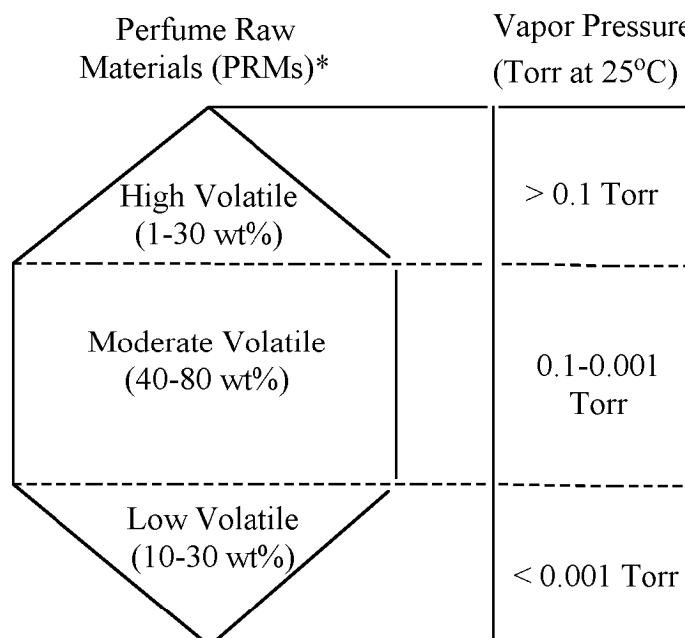 Perfume Raw
Materials (PRMs)*
Vapor Pressure
(Torr at 25°C)
High Volatile
(1-30 wt%)
> 0.1 Torr
Moderate Volatile
(40-80 wt%)
0.1-0.001
Torr
Low Volatile
(10-30 wt%)
< 0.001 Torr